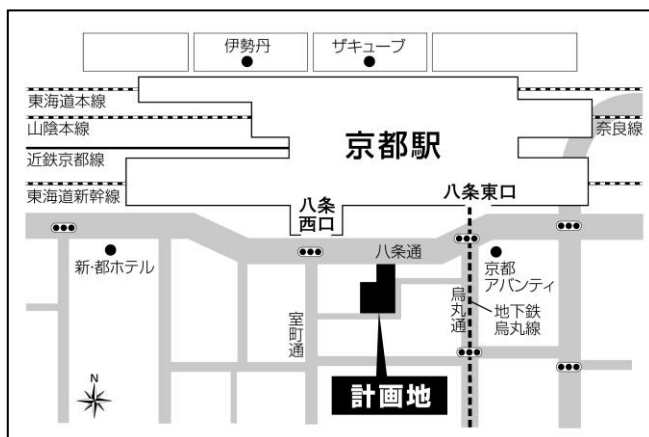 伊勢丹
ザキューブ
東海道本線
山陰本線
近鉄京都線
東海道新幹線
京都駅
奈良線
八条
西口
八条東口
八条通
新・都ホテル
京都
アバンティ
室町通
烏丸通
地下鉄
烏丸線
計画地
N